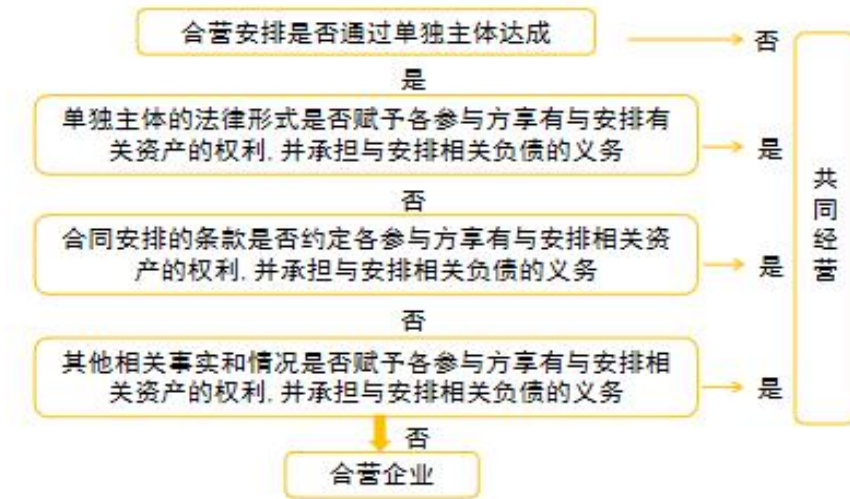 合营安排是否通过单独主体达成
否
是
单独主体的法律形式是否赋予各参与方享有与安排有
关资产的权利,并承担与安排相关负债的义务
是
否
合同安排的条款是否约定各参与方享有与安排相关资
产的权利,并承担与安排相关负债的义务
是
否
其他相关事实和情况是否赋予各参与方享有与安排相
关资产的权利,并承担与安排相关负债的义务
是
否
合营企业
共同经营